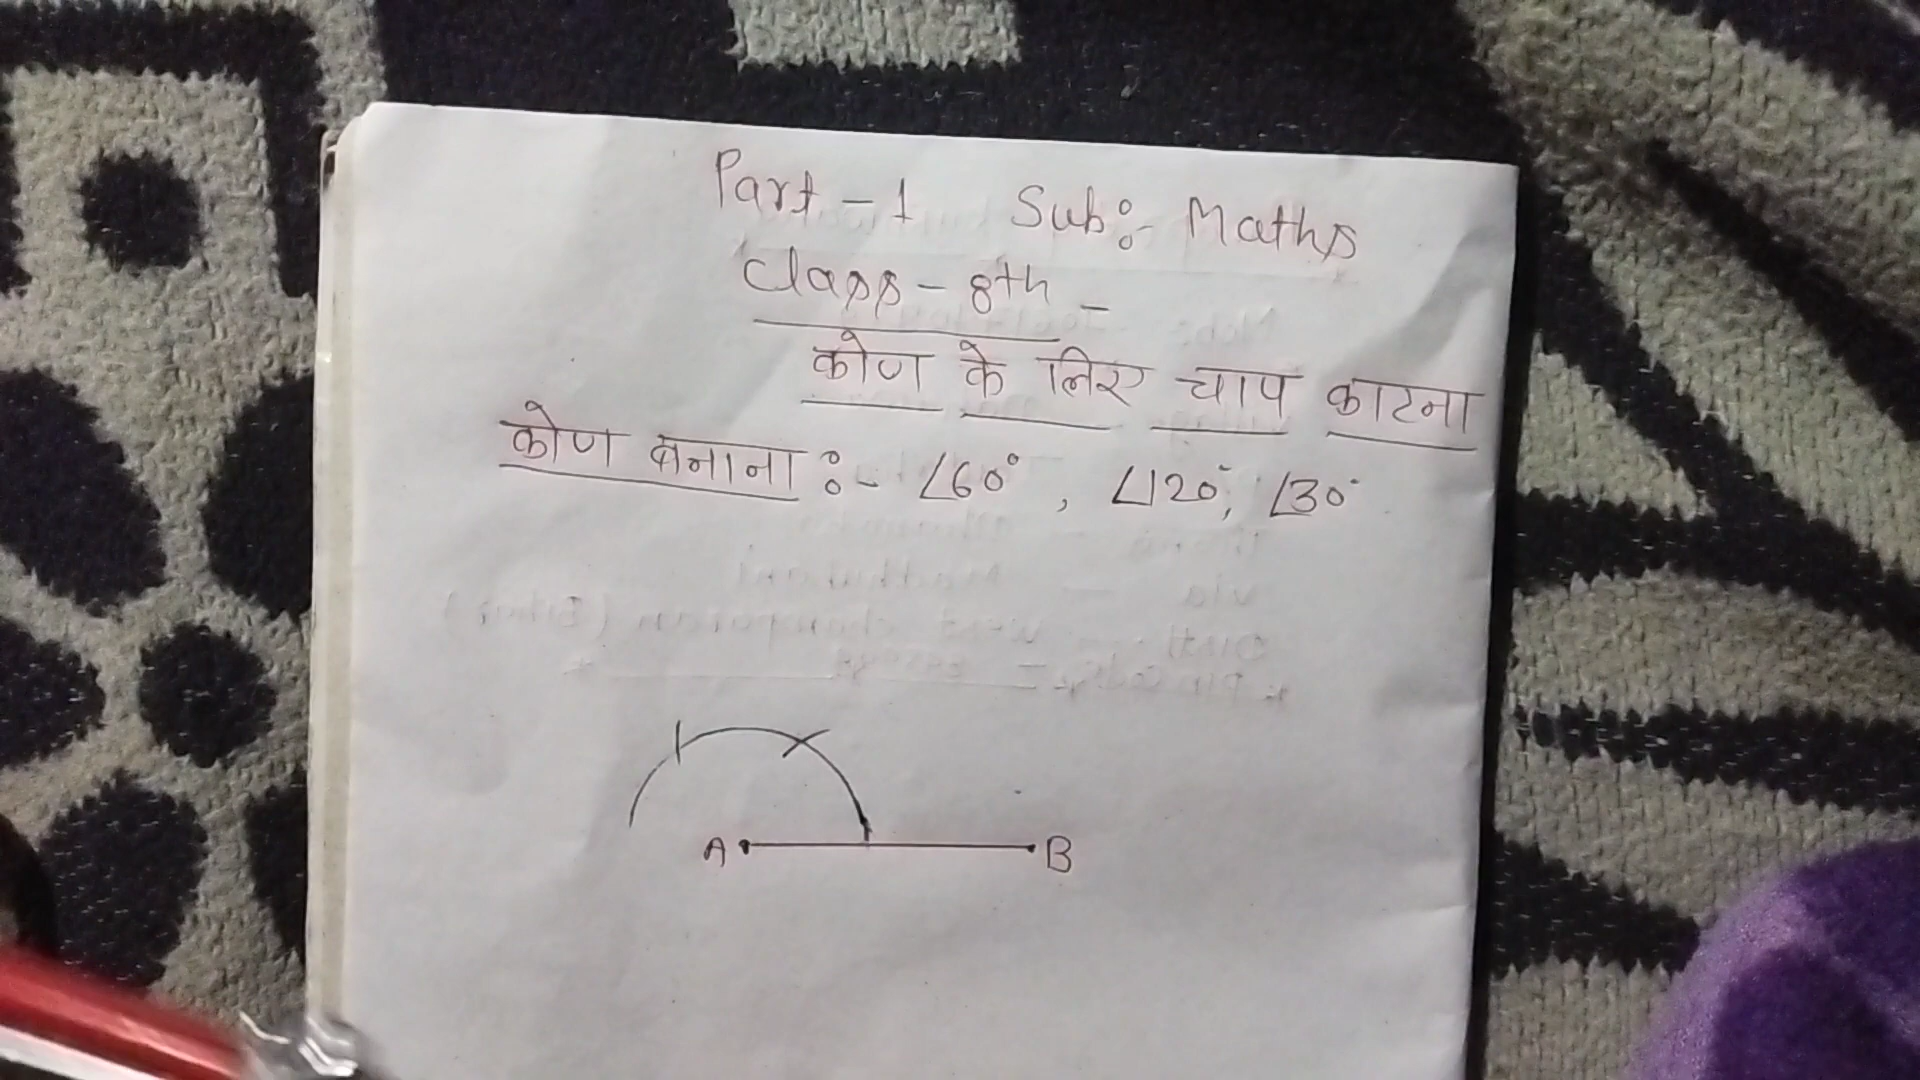 Part - 1 Sub:- Maths
Class - 8th -
कोण के लिए चाप काटना
कोण बनाना :- ∠60°, ∠120°, ∠30°
A B